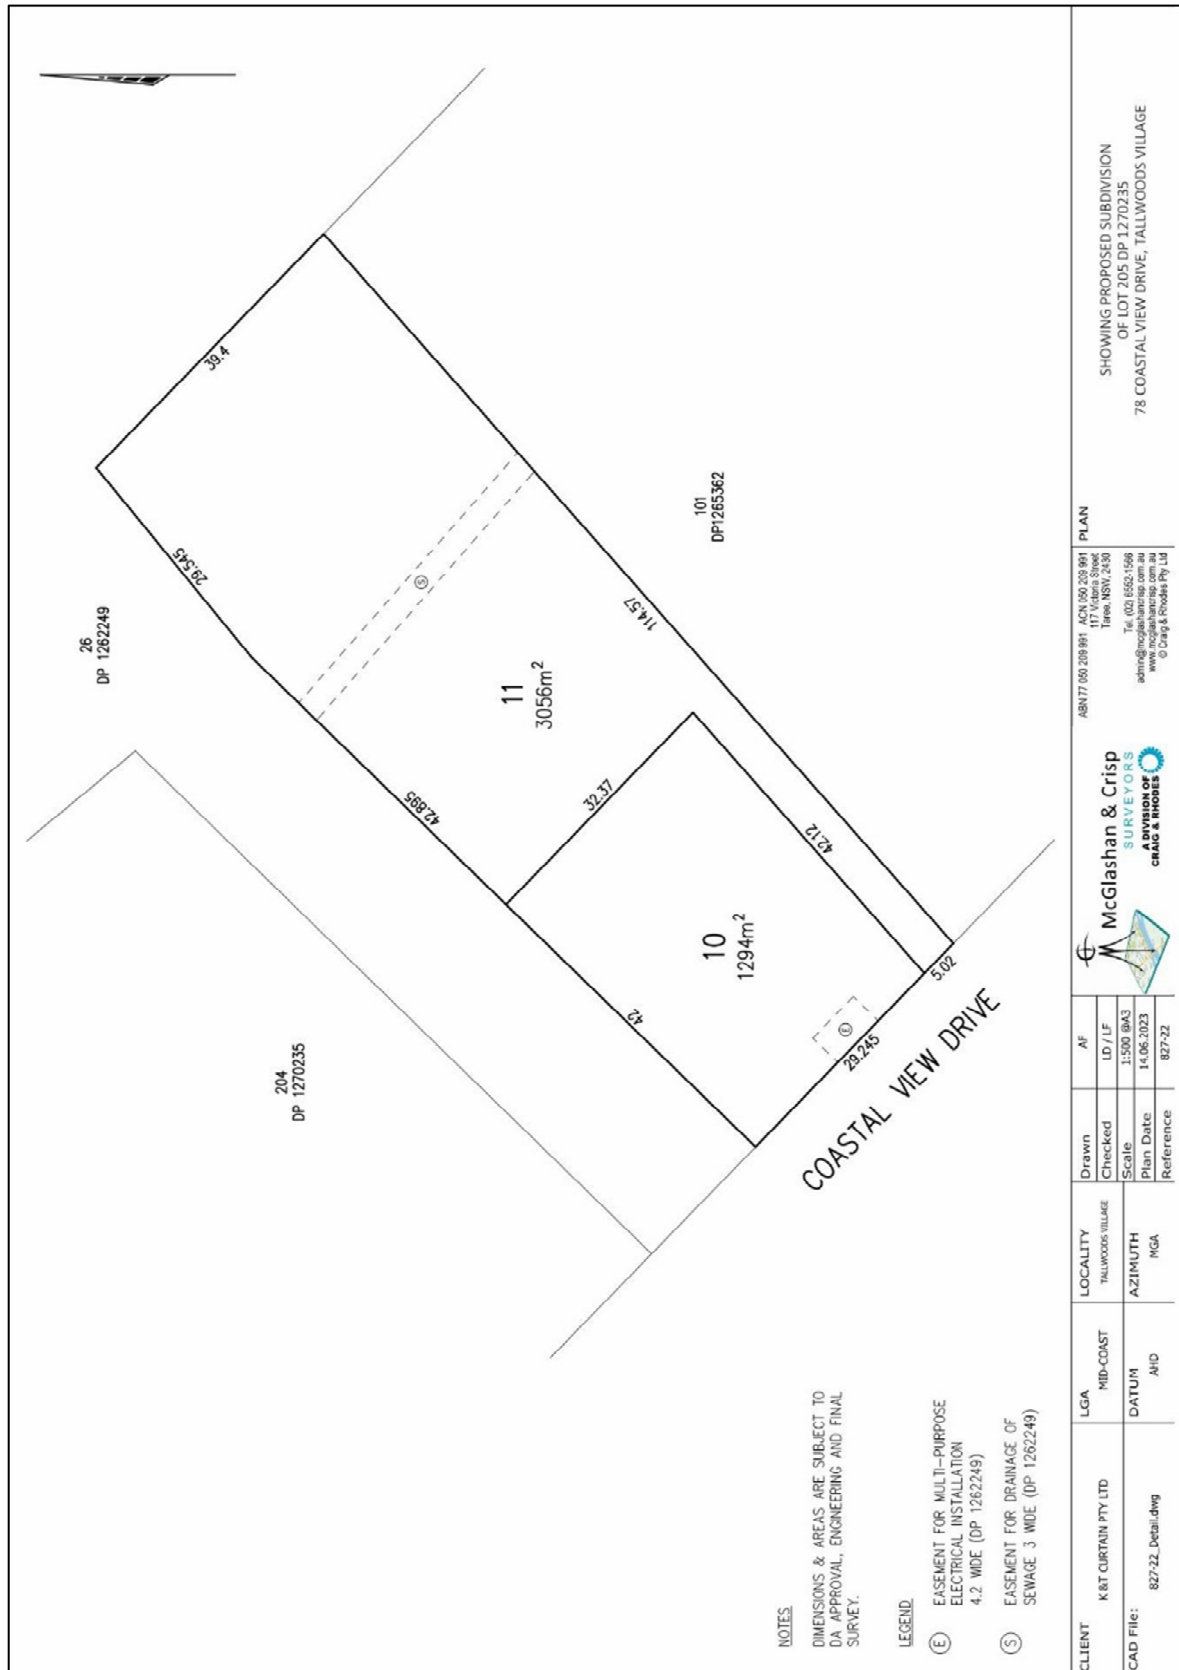 26
DP 1262249
204
DP 1270235
101
DP1265362
39.4
29.545
42.895
114.57
11
3056m²
32.37
42.12
10
1294m²
42
29.245
5.02
S
E
COASTAL VIEW DRIVE
NOTES
DIMENSIONS & AREAS ARE SUBJECT TO
DA APPROVAL, ENGINEERING AND FINAL
SURVEY.
LEGEND
E EASEMENT FOR MULTI-PURPOSE
ELECTRICAL INSTALLATION
4.2 WIDE (DP 1262249)
S EASEMENT FOR DRAINAGE OF
SEWAGE 3 WIDE (DP 1262249)
CLIENT
K&T CURTAIN PTY LTD
CAD File:
827-22_Detail.dwg
LGA
MID-COAST
DATUM
AHD
LOCALITY
TALLWOODS VILLAGE
AZIMUTH
MGA
Drawn AF
Checked LD / LF
Scale 1:500 @A3
Plan Date 14.06.2023
Reference 827-22
McGlashan & Crisp
SURVEYORS
A DIVISION OF
CRAIG & RHODES
ABN77 050 209 991 ACN 050 209 991
117 Victoria Street
Taree, NSW, 2430
Tel. (02) 6552-1566
admin@mcglashancrisp.com.au
www.mcglashancrisp.com.au
© Craig & Rhodes Pty Ltd
PLAN
SHOWING PROPOSED SUBDIVISION
OF LOT 205 DP 1270235
78 COASTAL VIEW DRIVE, TALLWOODS VILLAGE